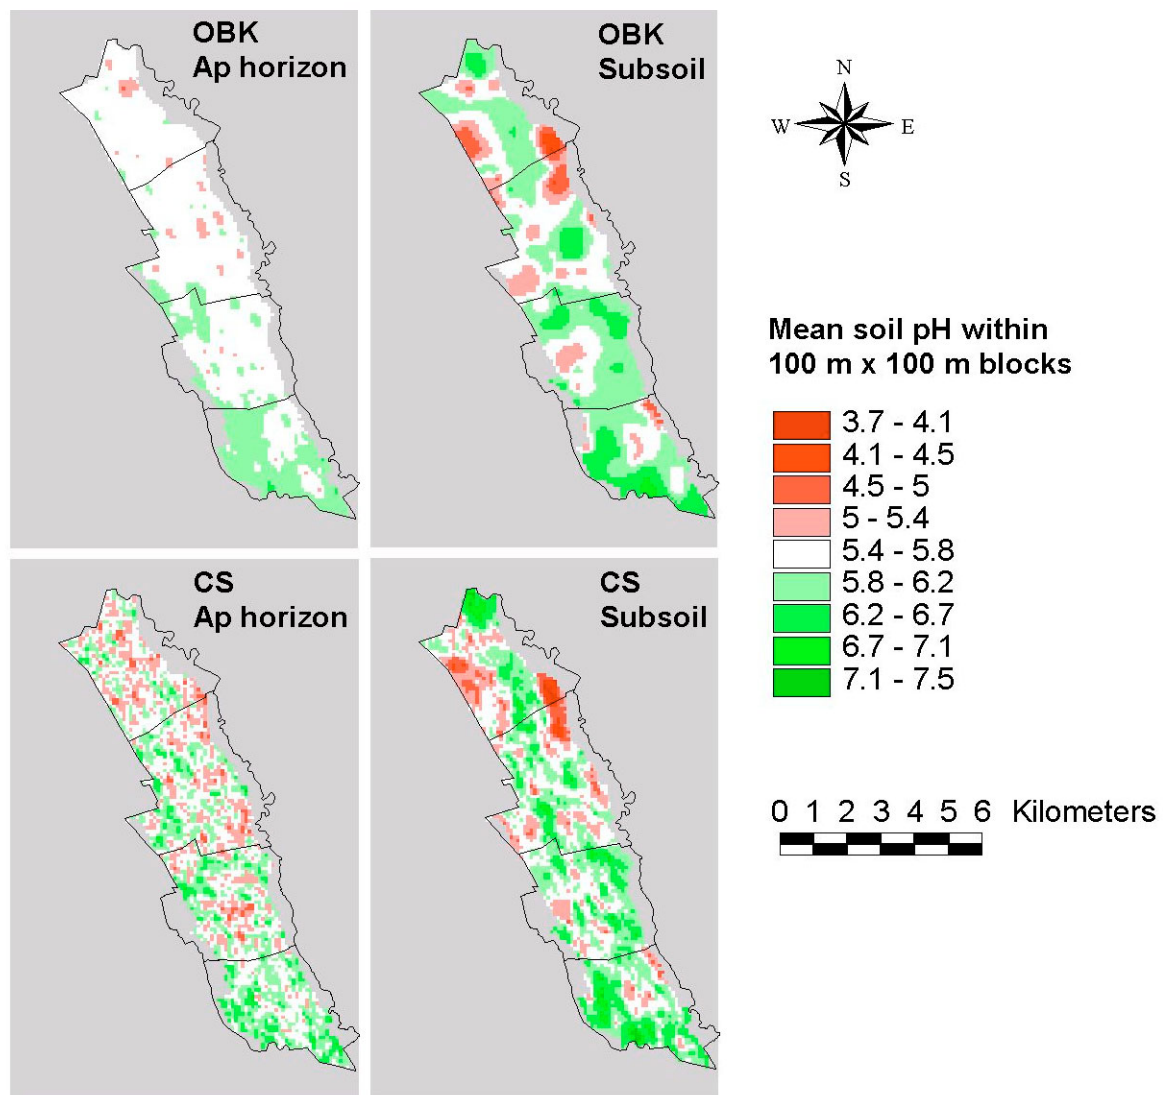 OBK
Ap horizon
OBK
Subsoil
N
W
E
S
Mean soil pH within
100 m x 100 m blocks
3.7 - 4.1
4.1 - 4.5
4.5 - 5
5 - 5.4
5.4 - 5.8
5.8 - 6.2
6.2 - 6.7
6.7 - 7.1
7.1 - 7.5
CS
Ap horizon
CS
Subsoil
0 1 2 3 4 5 6 Kilometers